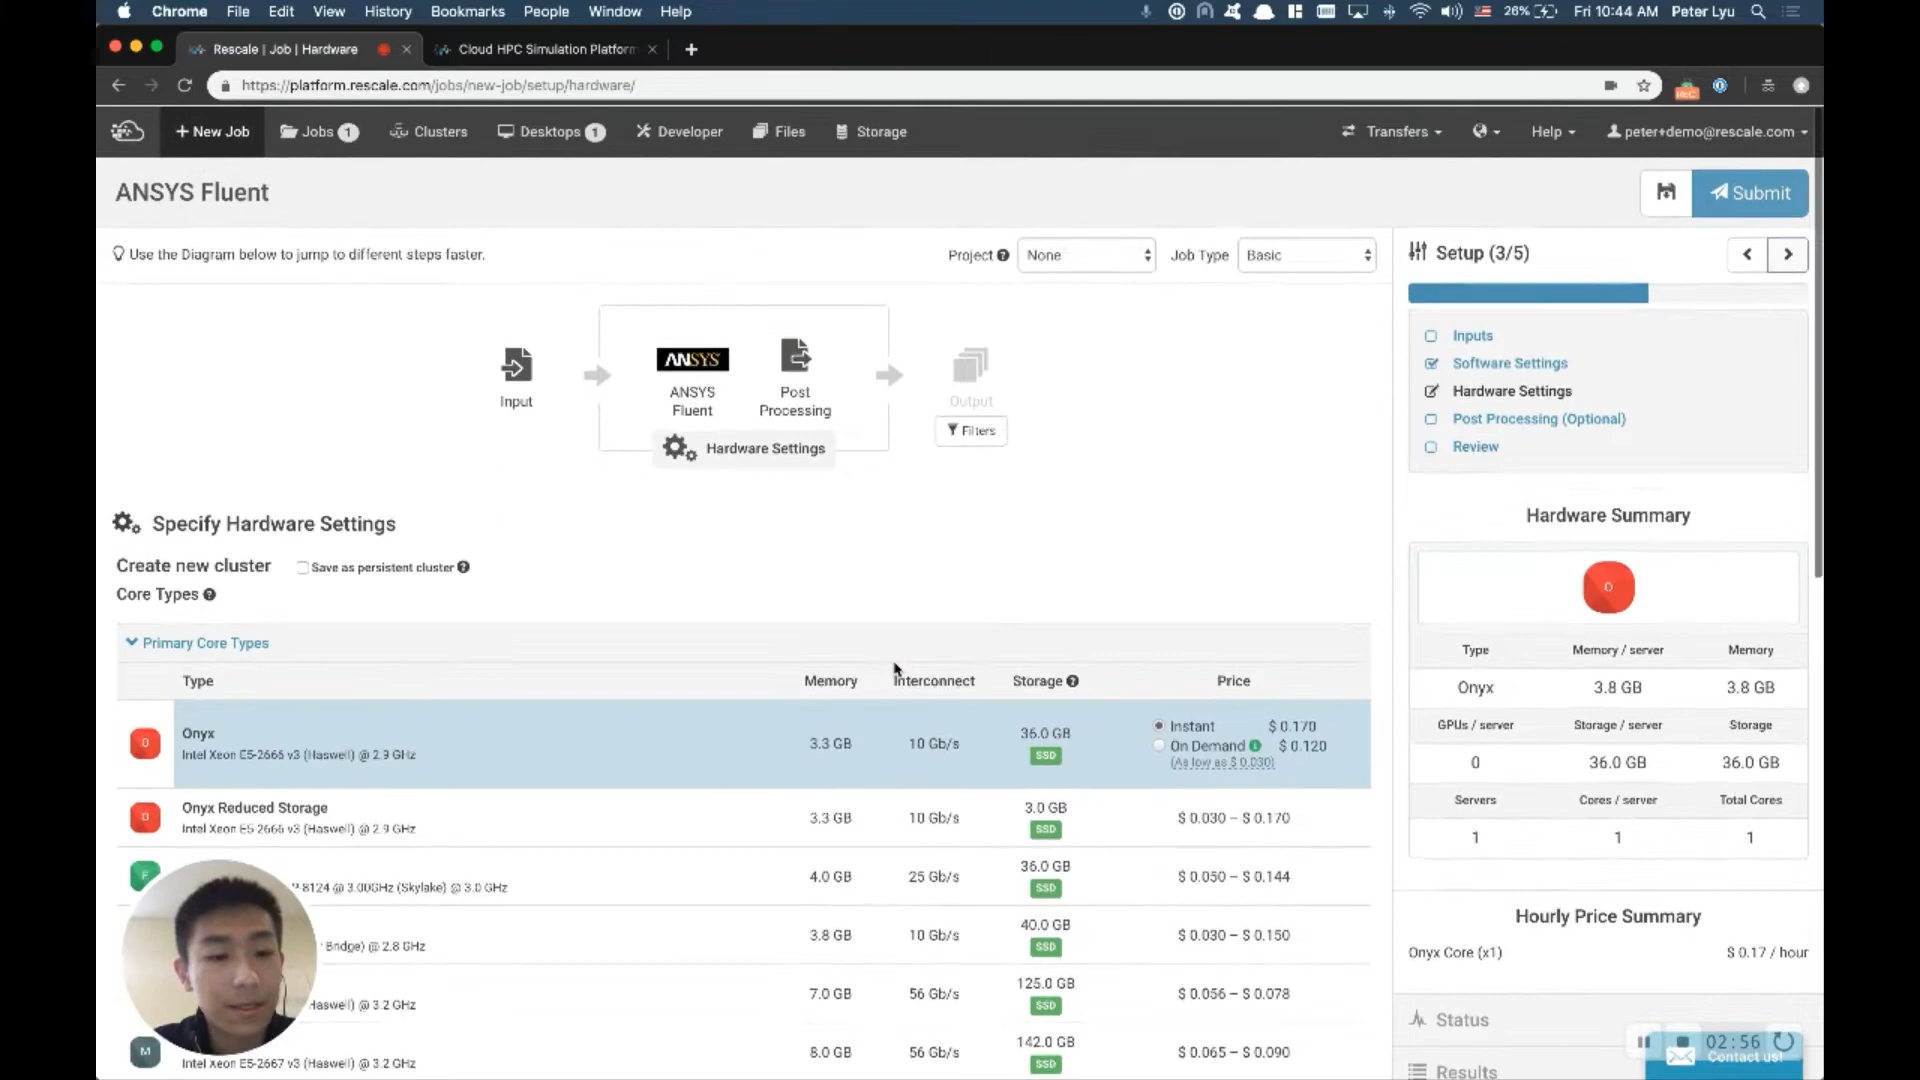 Chrome File Edit View History Bookmarks People Window Help 26% Fri 10:44 AM Peter Lyu
Rescale | Job | Hardware Cloud HPC Simulation Platform
https://platform.rescale.com/jobs/new-job/setup/hardware/
+ New Job Jobs 1 Clusters Desktops 1 Developer Files Storage Transfers Help peter+demo@rescale.com
ANSYS Fluent Submit
Use the Diagram below to jump to different steps faster. Project None Job Type Basic
Input
ANSYS
ANSYS Fluent
Post Processing
Hardware Settings
Output
Filters
Specify Hardware Settings
Create new cluster Save as persistent cluster
Core Types
Primary Core Types
Type Memory Interconnect Storage Price
O Onyx
Intel Xeon E5-2666 v3 (Haswell) @ 2.9 GHz
3.3 GB 10 Gb/s 36.0 GB SSD
Instant $ 0.170
On Demand $ 0.120
(As low as $ 0.030)
O Onyx Reduced Storage
Intel Xeon E5-2666 v3 (Haswell) @ 2.9 GHz
3.3 GB 10 Gb/s 3.0 GB SSD $ 0.030 – $ 0.170
8124 @ 3.00GHz (Skylake) @ 3.0 GHz
4.0 GB 25 Gb/s 36.0 GB SSD $ 0.050 – $ 0.144
Bridge) @ 2.8 GHz
3.8 GB 10 Gb/s 40.0 GB SSD $ 0.030 – $ 0.150
Haswell) @ 3.2 GHz
7.0 GB 56 Gb/s 125.0 GB SSD $ 0.056 – $ 0.078
M
Intel Xeon E5-2667 v3 (Haswell) @ 3.2 GHz
8.0 GB 56 Gb/s 142.0 GB SSD $ 0.065 – $ 0.090
Setup (3/5)
Inputs
Software Settings
Hardware Settings
Post Processing (Optional)
Review
Hardware Summary
O
Type Memory / server Memory
Onyx 3.8 GB 3.8 GB
GPUs / server Storage / server Storage
0 36.0 GB 36.0 GB
Servers Cores / server Total Cores
1 1 1
Hourly Price Summary
Onyx Core (x1) $ 0.17 / hour
Status
02:56
Contact us!
Results